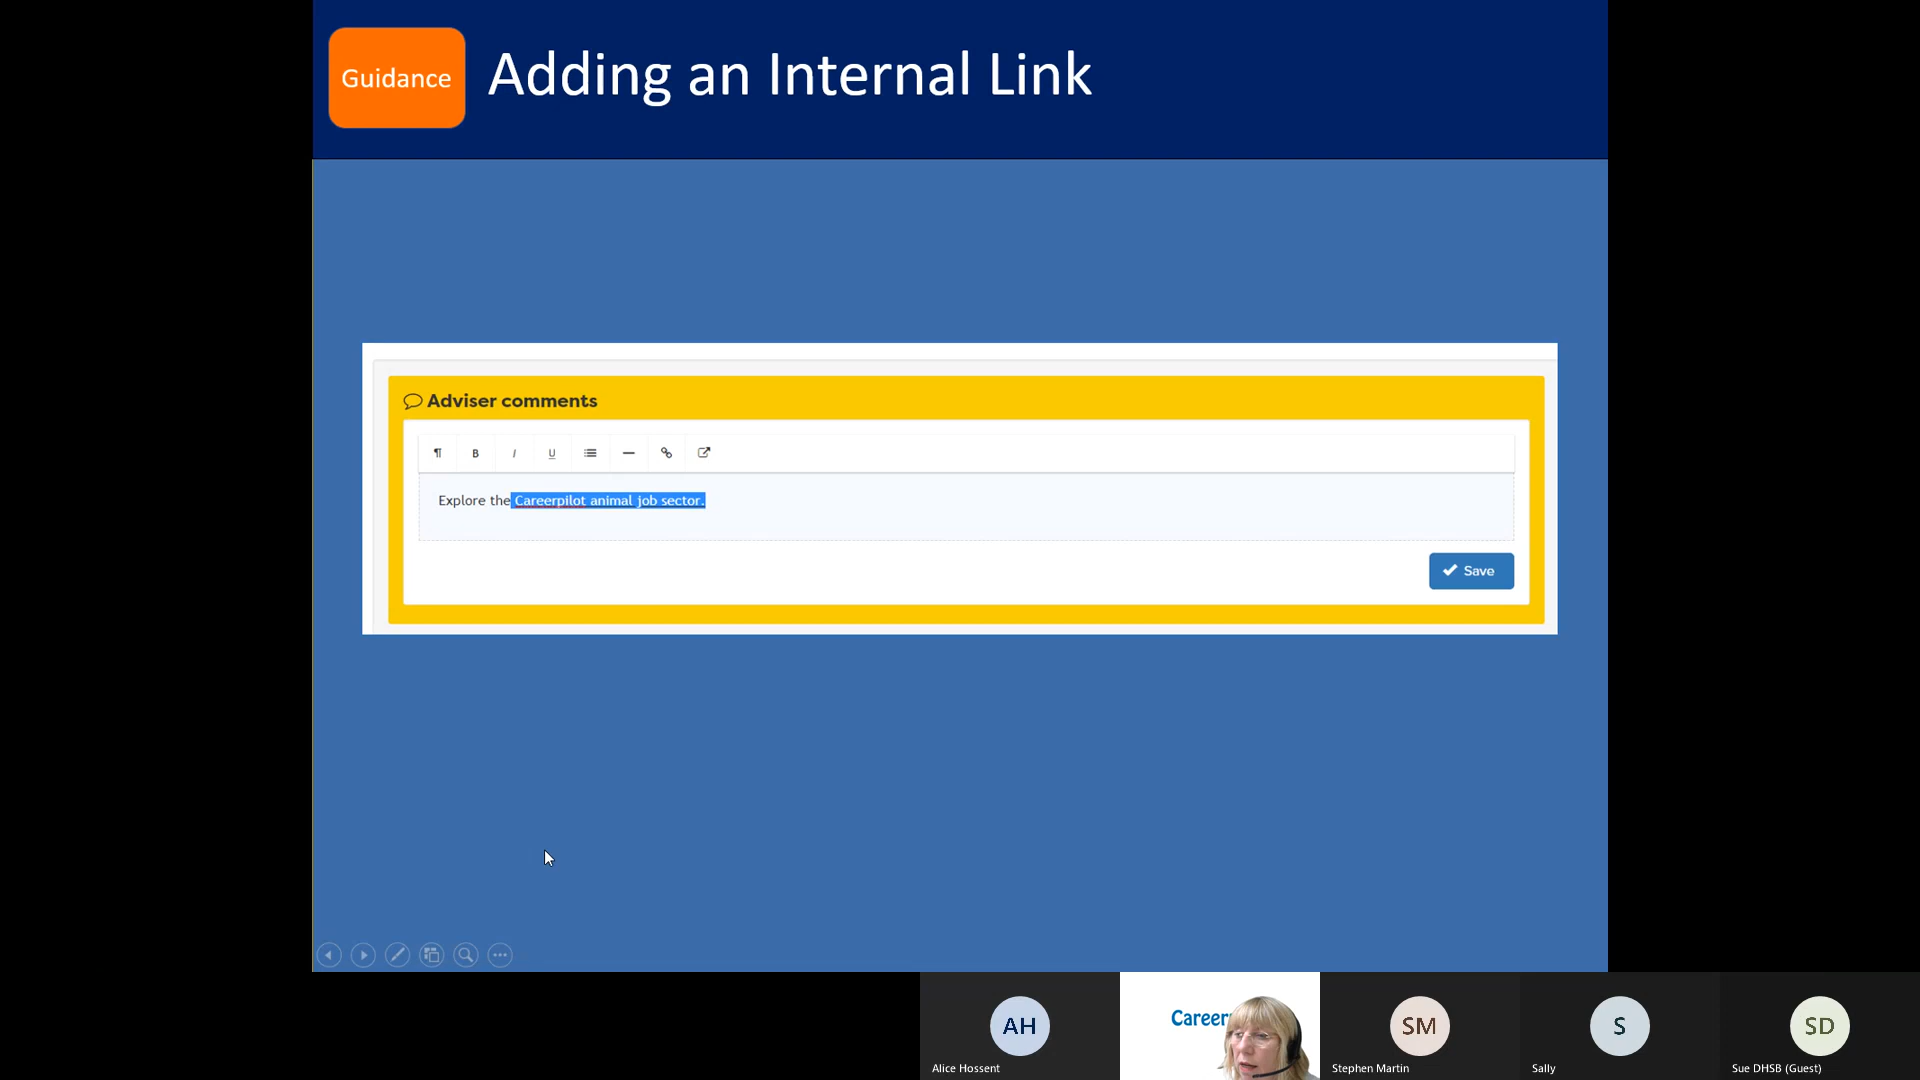 Guidance
Adding an Internal Link
Adviser comments
¶ B I U
Explore the Careerpilot animal job sector.
Save
Career
AH
SM
S
SD
Alice Hossent
Stephen Martin
Sally
Sue DHSB (Guest)